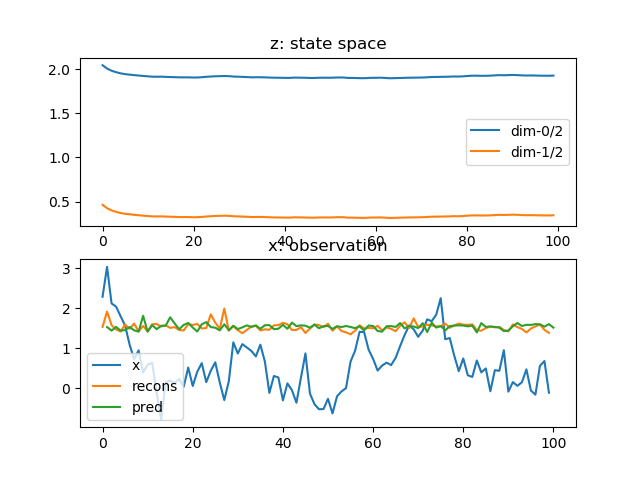 z: state space
2.0
1.5
1.0
0.5
dim-0/2
dim-1/2
0 20 40 60 80 100
x: observation
3
2
1
0
x
recons
pred
0 20 40 60 80 100